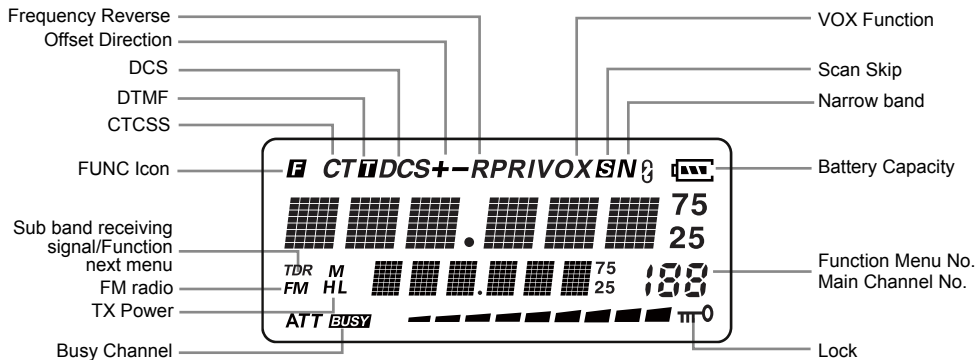 Frequency Reverse
Offset Direction
DCS
DTMF
CTCSS
FUNC Icon
Sub band receiving
signal/Function
next menu
FM radio
TX Power
Busy Channel
VOX Function
Scan Skip
Narrow band
Battery Capacity
Function Menu No.
Main Channel No.
Lock
F CT T DCS+-RPRIVOX S N
75
25
TDR M
FM HL
75
25
188
ATT BUSY